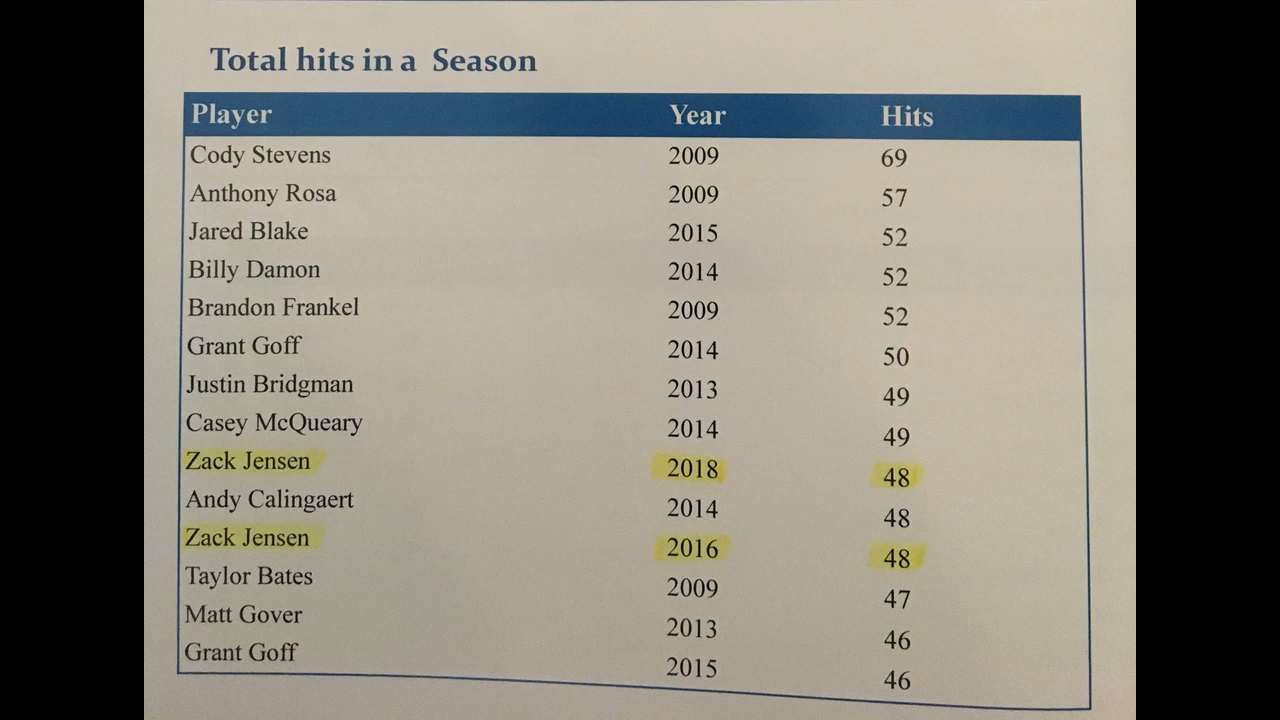 Total hits in a Season
Player Year Hits
Cody Stevens 2009 69
Anthony Rosa 2009 57
Jared Blake 2015 52
Billy Damon 2014 52
Brandon Frankel 2009 52
Grant Goff 2014 50
Justin Bridgman 2013 49
Casey McQueary 2014 49
Zack Jensen 2018 48
Andy Calingaert 2014 48
Zack Jensen 2016 48
Taylor Bates 2009 47
Matt Gover 2013 46
Grant Goff 2015 46